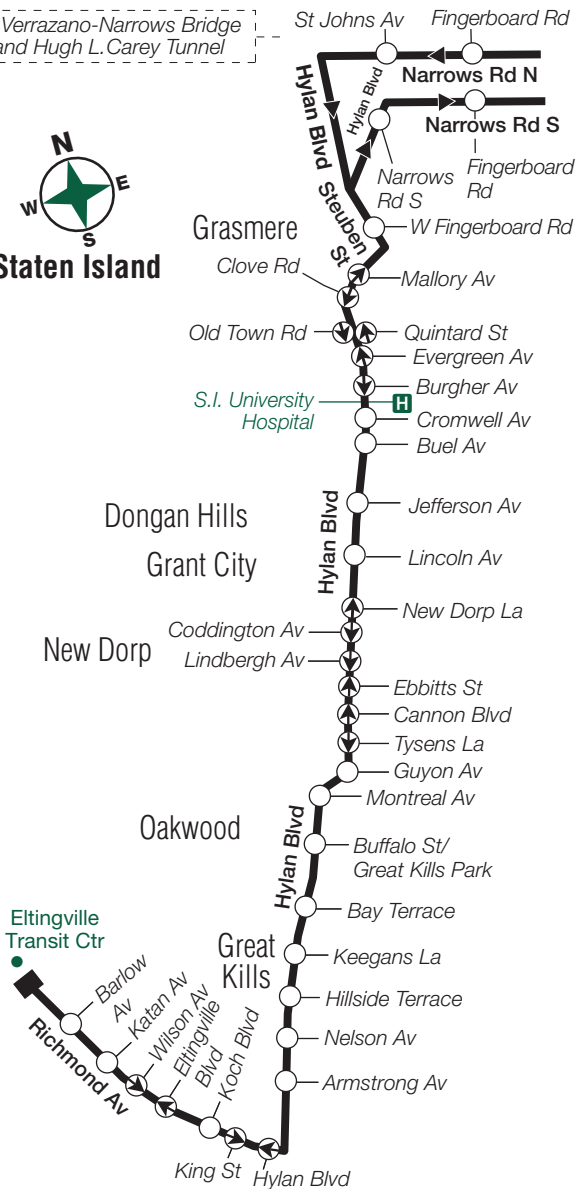 Verrazano-Narrows Bridge
and Hugh L.Carey Tunnel
St Johns Av
Fingerboard Rd
Narrows Rd N
Hylan Blvd
Hylan Blvd
Narrows Rd S
Fingerboard
Rd
Narrows
Rd S
N
W
E
S
Staten Island
Steuben
St
W Fingerboard Rd
Grasmere
Clove Rd
Mallory Av
Old Town Rd
Quintard St
Evergreen Av
Burgher Av
S.I. University
Hospital
H
Cromwell Av
Buel Av
Jefferson Av
Dongan Hills
Hylan Blvd
Lincoln Av
Grant City
New Dorp La
Coddington Av
New Dorp
Lindbergh Av
Ebbitts St
Cannon Blvd
Tysens La
Guyon Av
Montreal Av
Oakwood
Hylan Blvd
Buffalo St/
Great Kills Park
Bay Terrace
Great
Kills
Keegans La
Hillside Terrace
Nelson Av
Armstrong Av
Eltingville
Transit Ctr
Barlow
Av
Katan Av
Wilson Av
Eltingville
Blvd
Koch Blvd
Richmond Av
King St
Hylan Blvd